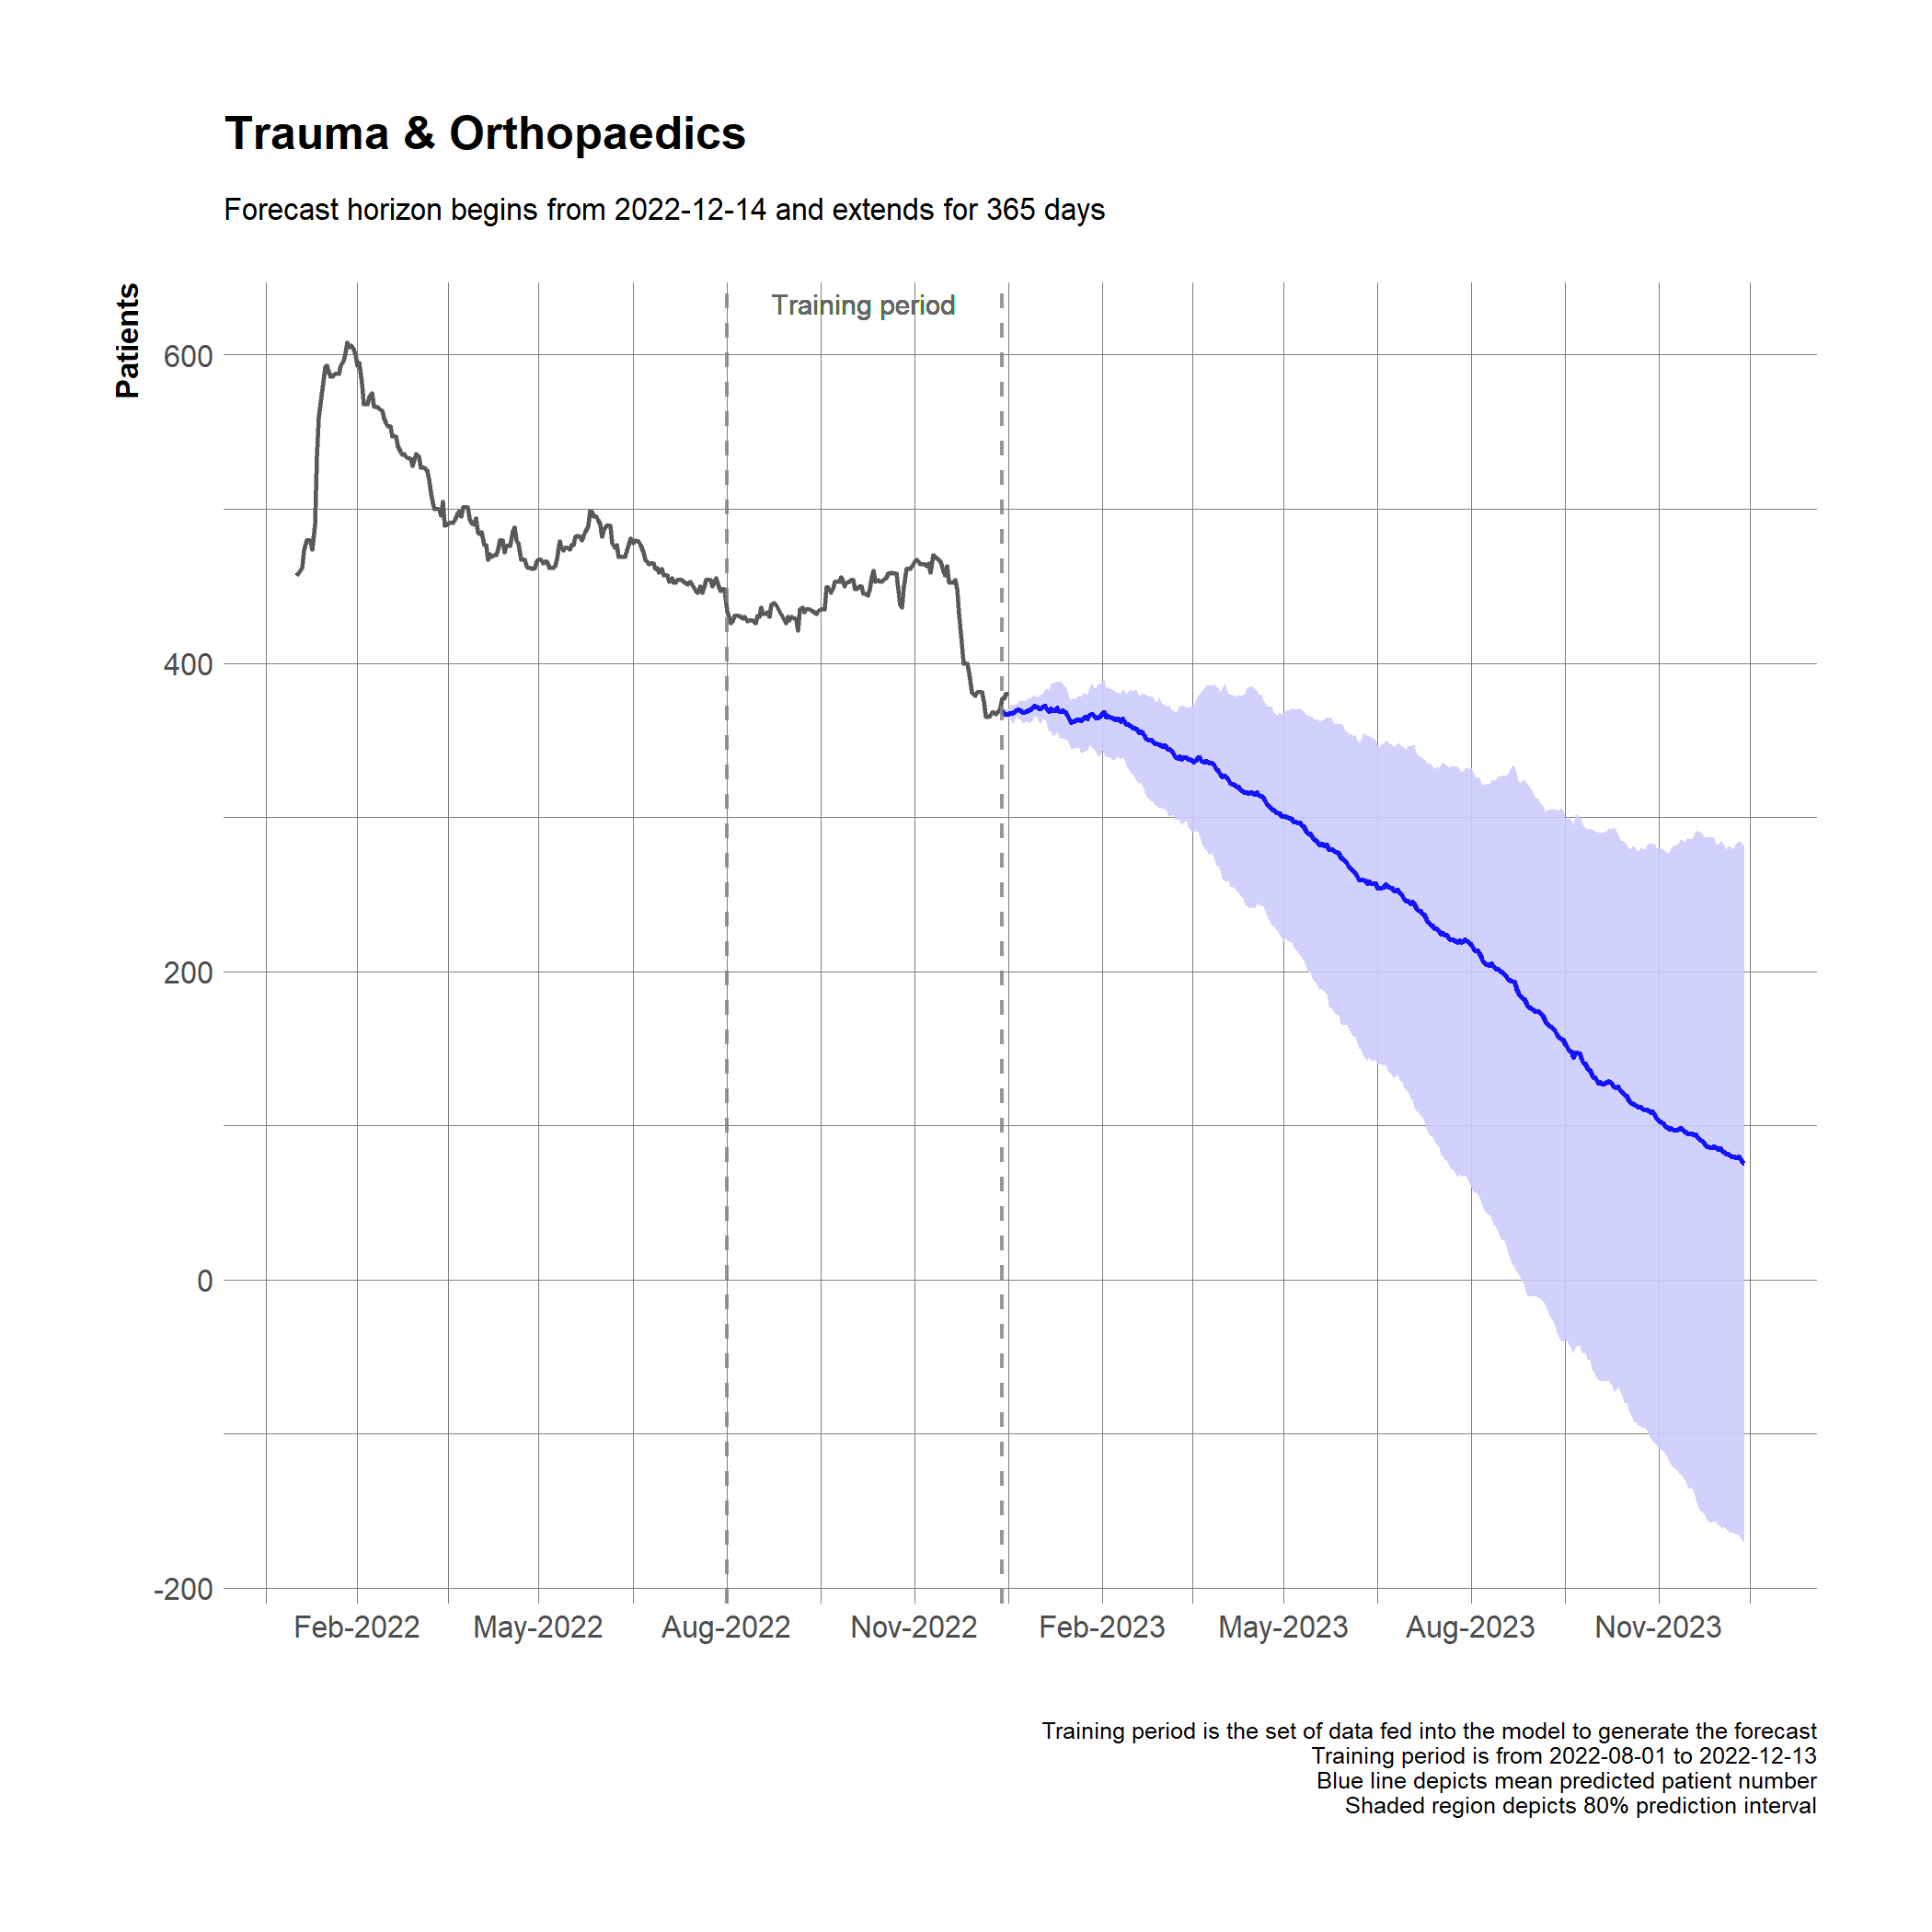 Trauma & Orthopaedics
Forecast horizon begins from 2022-12-14 and extends for 365 days
Patients
Training period
600
400
200
0
-200
Feb-2022 May-2022 Aug-2022 Nov-2022 Feb-2023 May-2023 Aug-2023 Nov-2023
Training period is the set of data fed into the model to generate the forecast
Training period is from 2022-08-01 to 2022-12-13
Blue line depicts mean predicted patient number
Shaded region depicts 80% prediction interval